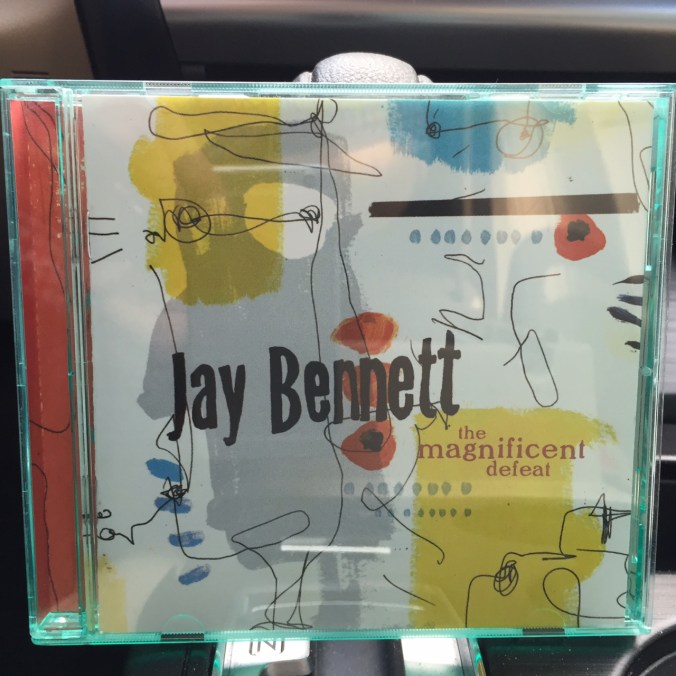 Jay Bennett
the
magnificent
defeat